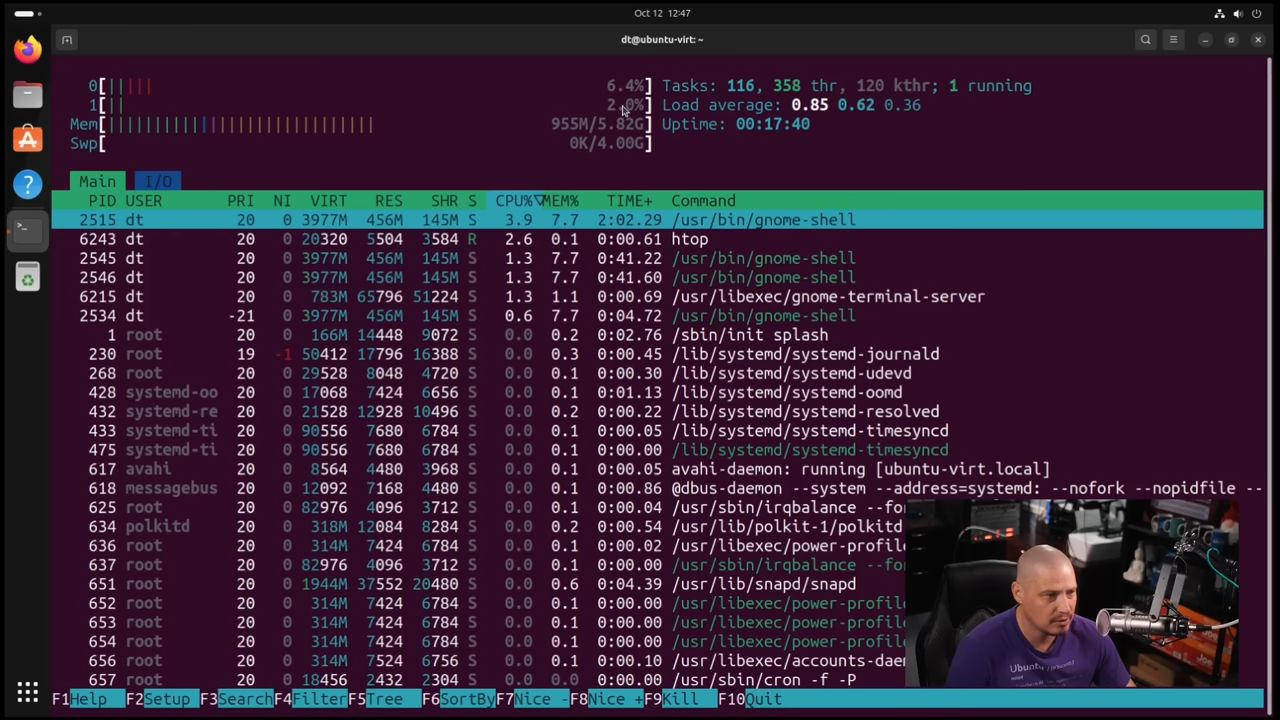 Oct 12 12:47
dt@ubuntu-virt: ~
0[||||| 6.4%] Tasks: 116, 358 thr, 120 kthr; 1 running
1[|| 2.0%] Load average: 0.85 0.62 0.36
Mem[||||||||||||||||||||||||||||| 955M/5.82G] Uptime: 00:17:40
Swp[ 0K/4.00G]
Main I/O
PID USER PRI NI VIRT RES SHR S CPU%▽MEM% TIME+ Command
2515 dt 20 0 3977M 456M 145M S 3.9 7.7 2:02.29 /usr/bin/gnome-shell
6243 dt 20 0 20320 5504 3584 R 2.6 0.1 0:00.61 htop
2545 dt 20 0 3977M 456M 145M S 1.3 7.7 0:41.22 /usr/bin/gnome-shell
2546 dt 20 0 3977M 456M 145M S 1.3 7.7 0:41.60 /usr/bin/gnome-shell
6215 dt 20 0 783M 65796 51224 S 1.3 1.1 0:00.69 /usr/libexec/gnome-terminal-server
2534 dt -21 0 3977M 456M 145M S 0.6 7.7 0:04.72 /usr/bin/gnome-shell
1 root 20 0 166M 14448 9072 S 0.0 0.2 0:02.76 /sbin/init splash
230 root 19 -1 50412 17796 16388 S 0.0 0.3 0:00.45 /lib/systemd/systemd-journald
268 root 20 0 29528 8048 4720 S 0.0 0.1 0:00.30 /lib/systemd/systemd-udevd
428 systemd-oo 20 0 17068 7424 6656 S 0.0 0.1 0:01.13 /lib/systemd/systemd-oomd
432 systemd-re 20 0 21528 12928 10496 S 0.0 0.2 0:00.22 /lib/systemd/systemd-resolved
433 systemd-ti 20 0 90556 7680 6784 S 0.0 0.1 0:00.15 /lib/systemd/systemd-timesyncd
475 systemd-ti 20 0 90556 7680 6784 S 0.0 0.1 0:00.00 /lib/systemd/systemd-timesyncd
617 avahi 20 0 8564 4480 3968 S 0.0 0.1 0:00.05 avahi-daemon: running [ubuntu-virt.local]
618 messagebus 20 0 12092 7168 4480 S 0.0 0.1 0:00.86 @dbus-daemon --system --address=systemd: --nofork --nopidfile --
625 root 20 0 82976 4096 3712 S 0.0 0.1 0:00.04 /usr/sbin/irqbalance --for
634 polkitd 20 0 318M 12084 8284 S 0.0 0.2 0:00.54 /usr/lib/polkit-1/polkitd
636 root 20 0 314M 7424 6784 S 0.0 0.1 0:00.02 /usr/libexec/power-profile
637 root 20 0 82976 4096 3712 S 0.0 0.1 0:00.00 /usr/sbin/irqbalance --for
651 root 20 0 1944M 37552 20480 S 0.0 0.6 0:04.39 /usr/lib/snapd/snapd
652 root 20 0 314M 7424 6784 S 0.0 0.1 0:00.00 /usr/libexec/power-profile
653 root 20 0 314M 7424 6784 S 0.0 0.1 0:00.00 /usr/libexec/power-profile
654 root 20 0 314M 7424 6784 S 0.0 0.1 0:00.00 /usr/libexec/power-profile
656 root 20 0 314M 7524 6756 S 0.0 0.1 0:00.10 /usr/libexec/accounts-daem
657 root 20 0 18456 2432 2304 S 0.0 0.0 0:00.00 /usr/sbin/cron -f -P
F1Help F2Setup F3SearchF4FilterF5Tree F6SortByF7Nice -F8Nice +F9Kill F10Quit
Ubuntu